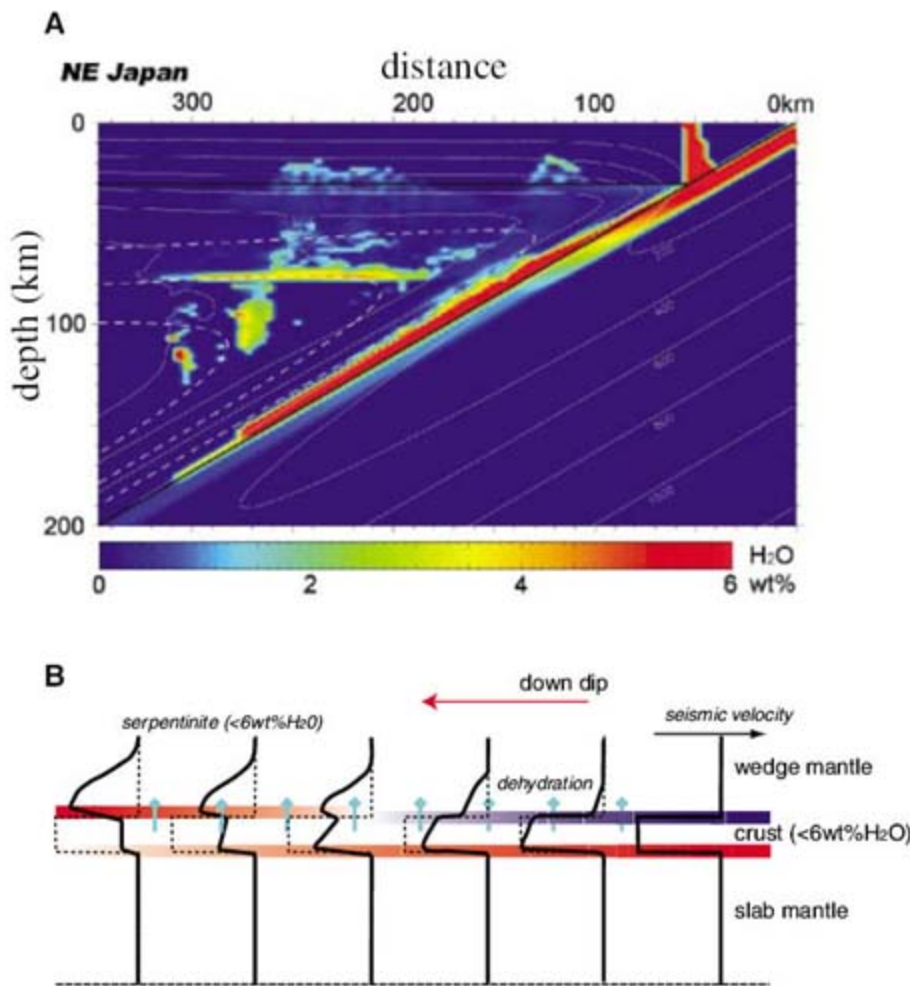 A
NE Japan
distance
300 200 100 0km
0
100
200
depth (km)
0 2 4 6
H₂O
wt%
B
down dip
serpentinite (<6wt%H₂0)
seismic velocity
wedge mantle
dehydration
crust (<6wt%H₂O)
slab mantle